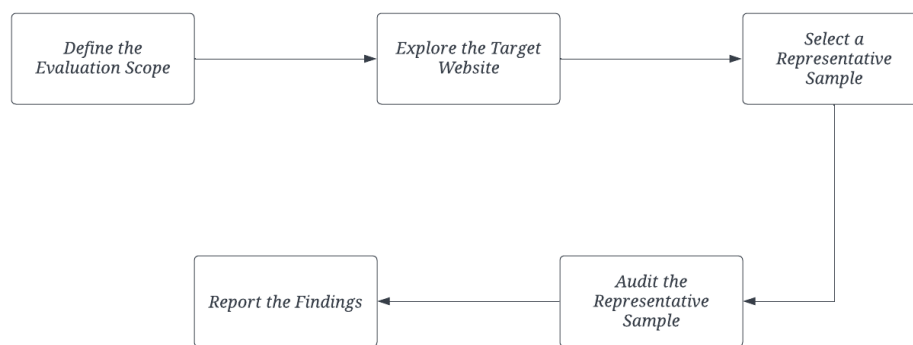 Define the
Evaluation Scope
Explore the Target
Website
Select a
Representative
Sample
Audit the
Representative
Sample
Report the Findings